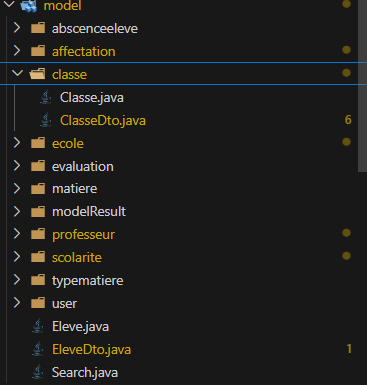 model
abscenceeleve
affectation
classe
Classe.java
ClasseDto.java 6
ecole
evaluation
matiere
modelResult
professeur
scolarite
typematiere
user
Eleve.java
EleveDto.java 1
Search.java